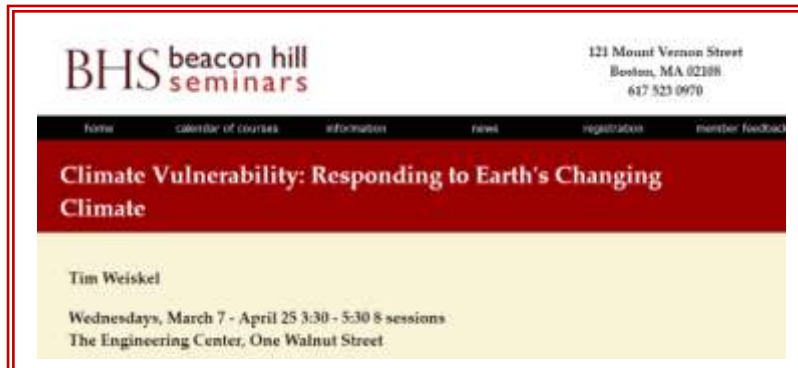 BHS beacon hill seminars
121 Mount Vernon Street
Boston, MA 02108
617 523 0970
home calendar of courses information news registration member feedback
Climate Vulnerability: Responding to Earth's Changing
Climate
Tim Weiskel
Wednesdays, March 7 - April 25 3:30 - 5:30 8 sessions
The Engineering Center, One Walnut Street